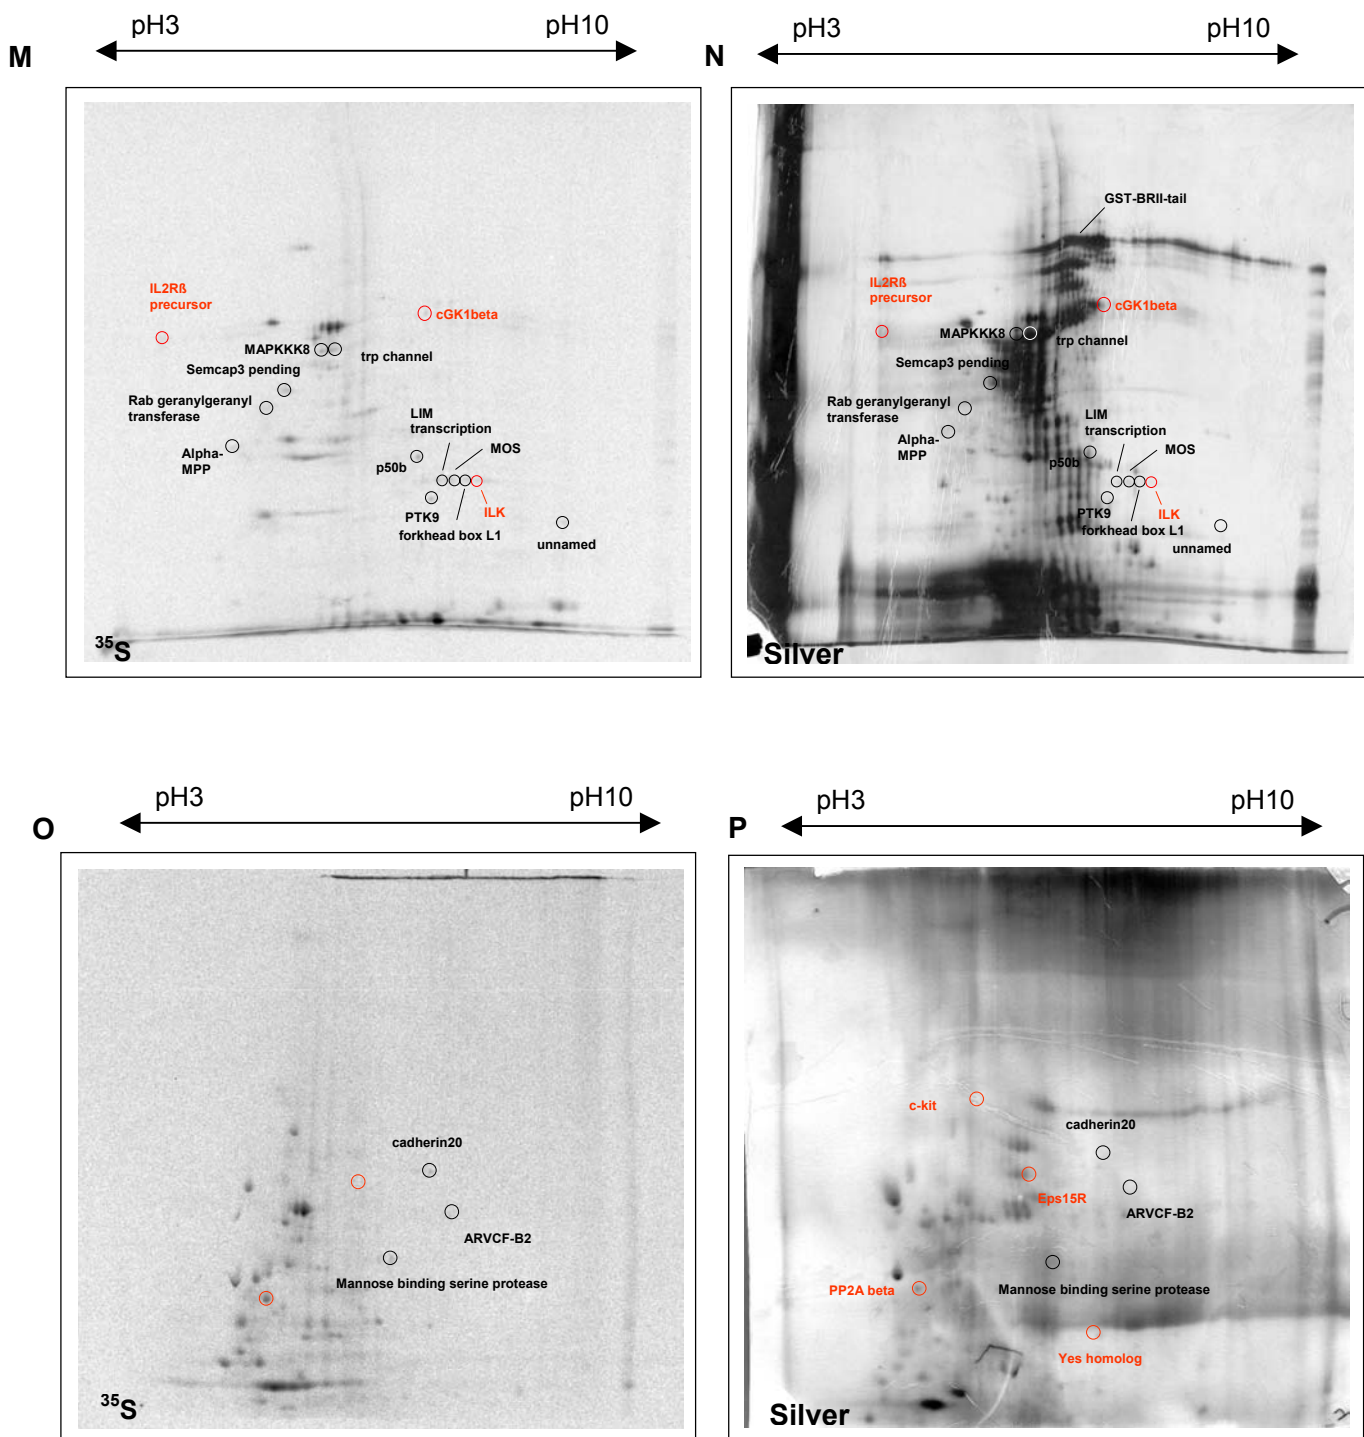 pH3
pH10
M
IL2Rß
precursor
cGK1beta
MAPKKK8
trp channel
Semcap3 pending
Rab geranylgeranyl
transferase
LIM
transcription
Alpha-
MPP
MOS
p50b
PTK9
ILK
forkhead box L1
unnamed
35S
pH3
pH10
N
GST-BRII-tail
IL2Rß
precursor
cGK1beta
MAPKKK8
trp channel
Semcap3 pending
Rab geranylgeranyl
transferase
LIM
transcription
Alpha-
MPP
MOS
p50b
PTK9
ILK
forkhead box L1
unnamed
Silver
pH3
pH10
O
cadherin20
ARVCF-B2
Mannose binding serine protease
35S
pH3
pH10
P
c-kit
cadherin20
Eps15R
ARVCF-B2
PP2A beta
Mannose binding serine protease
Yes homolog
Silver